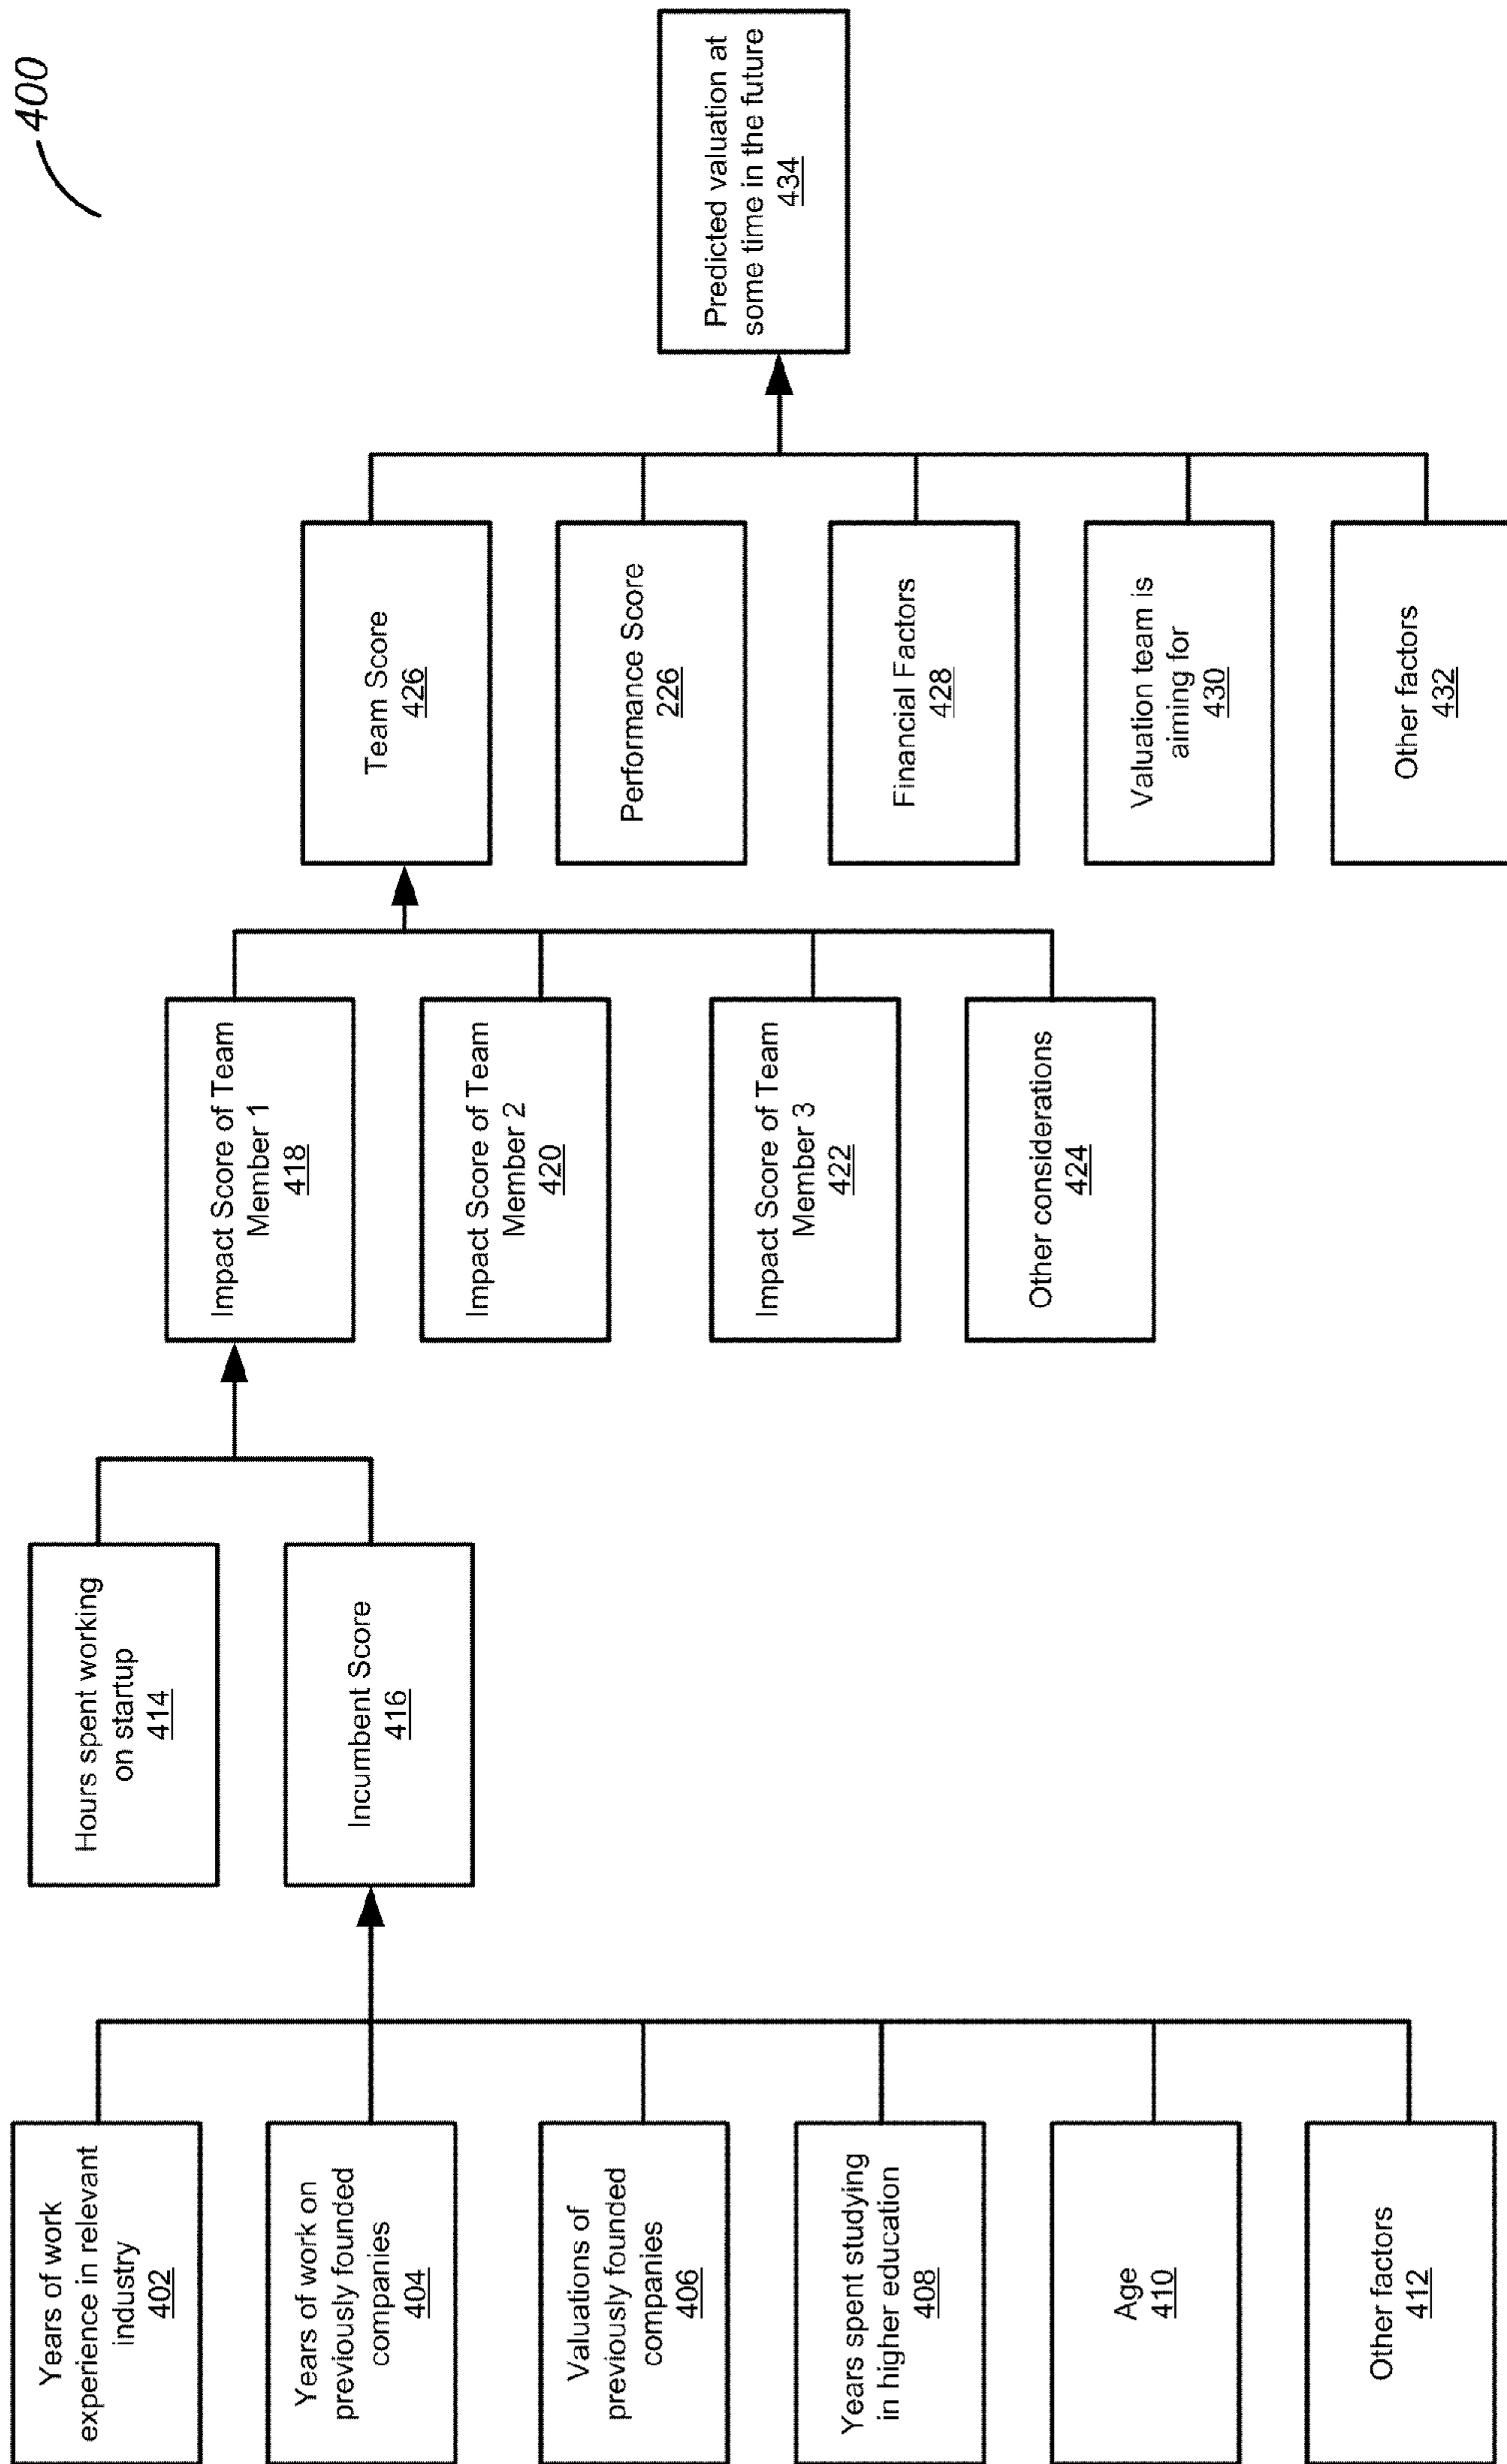 400
Years of work
experience in relevant
industry
402
Years of work on
previously founded
companies
404
Valuations of
previously founded
companies
406
Years spent studying
in higher education
408
Age
410
Other factors
412
Hours spent working
on startup
414
Incumbent Score
416
Impact Score of Team
Member 1
418
Impact Score of Team
Member 2
420
Impact Score of Team
Member 3
422
Other considerations
424
Team Score
426
Performance Score
226
Financial Factors
428
Valuation team is
aiming for
430
Other factors
432
Predicted valuation at
some time in the future
434